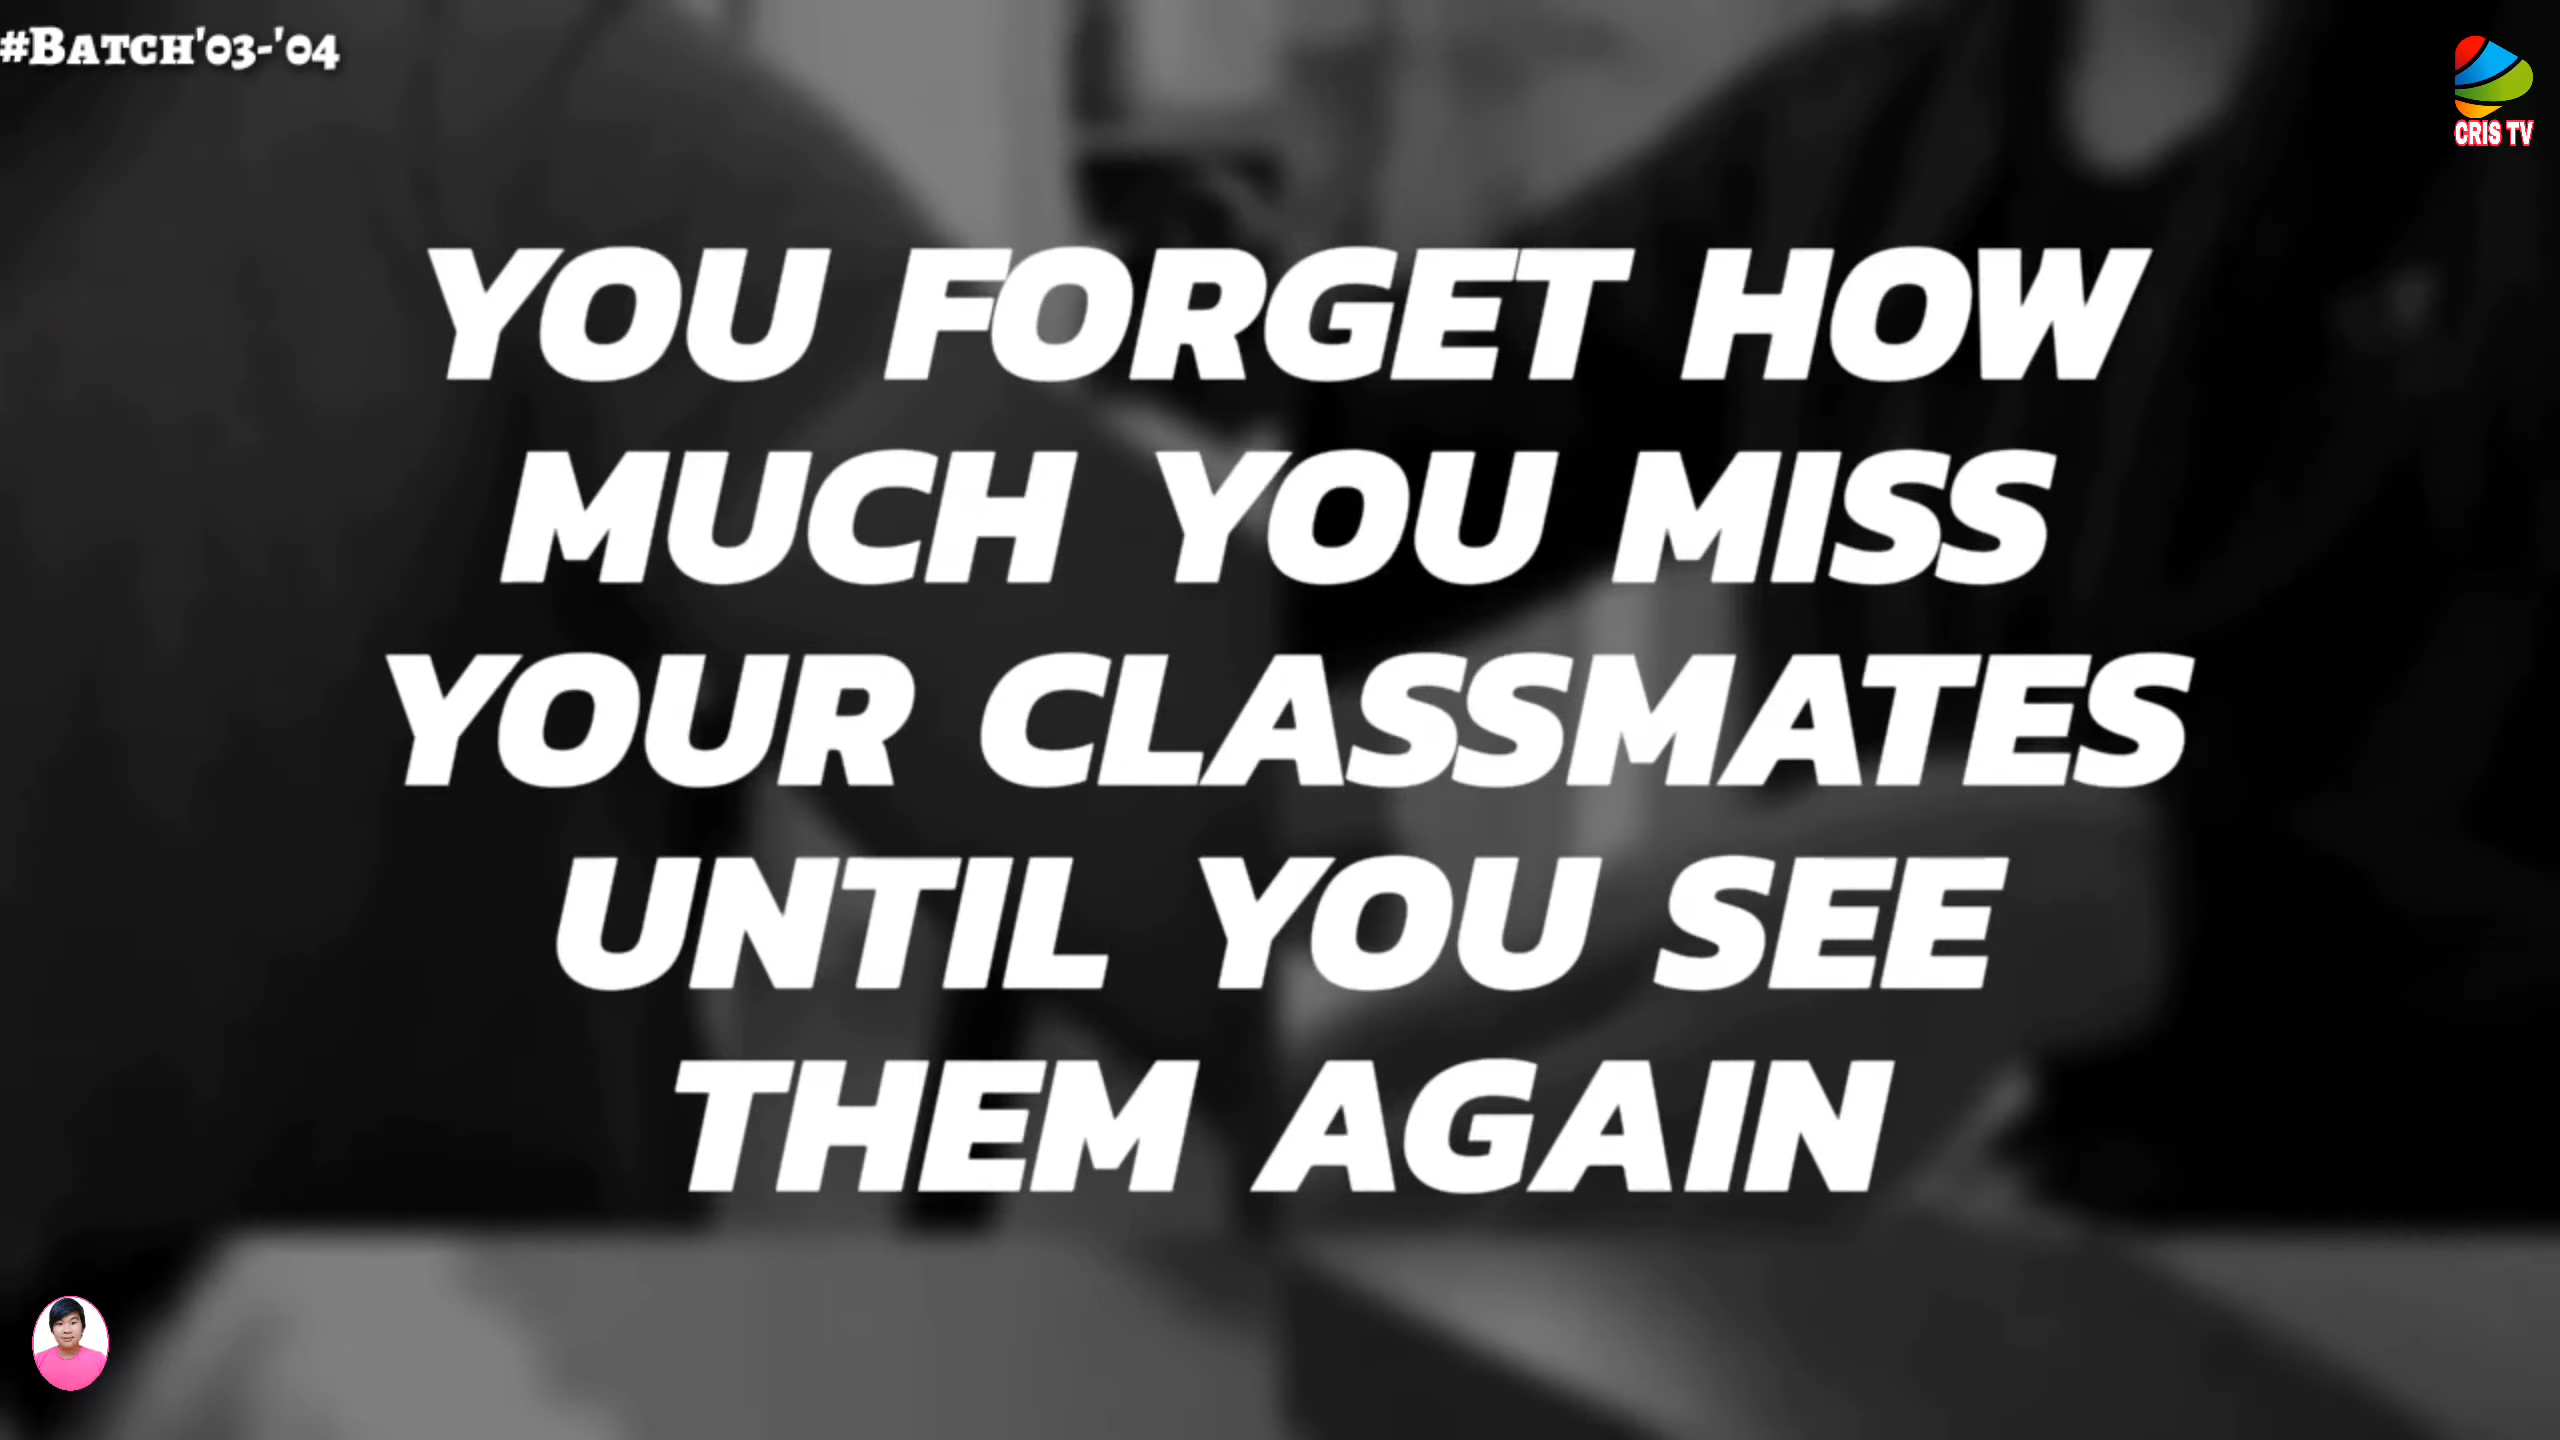 #BATCH'03-'04
CRIS TV
YOU FORGET HOW
MUCH YOU MISS
YOUR CLASSMATES
UNTIL YOU SEE
THEM AGAIN